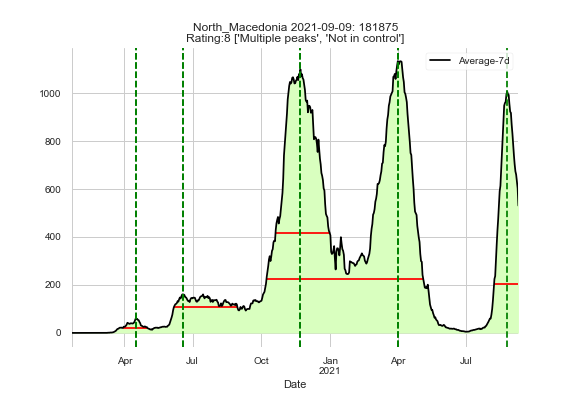 North_Macedonia 2021-09-09: 181875
Rating:8 ['Multiple peaks', 'Not in control']
Average-7d
1000
800
600
400
200
0
Apr
Jul
Oct
Jan
2021
Apr
Jul
Date